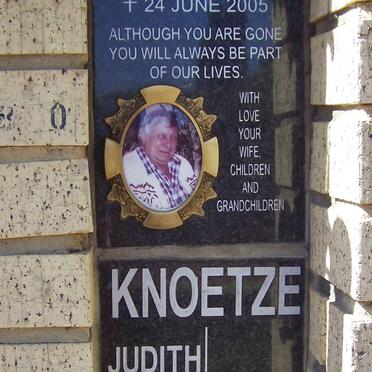 ✝ 24 JUNE 2005
ALTHOUGH YOU ARE GONE
YOU WILL ALWAYS BE PART
OF OUR LIVES.
WITH
LOVE
YOUR
WIFE,
CHILDREN
AND
GRANDCHILDREN
KNOETZE
JUDITH